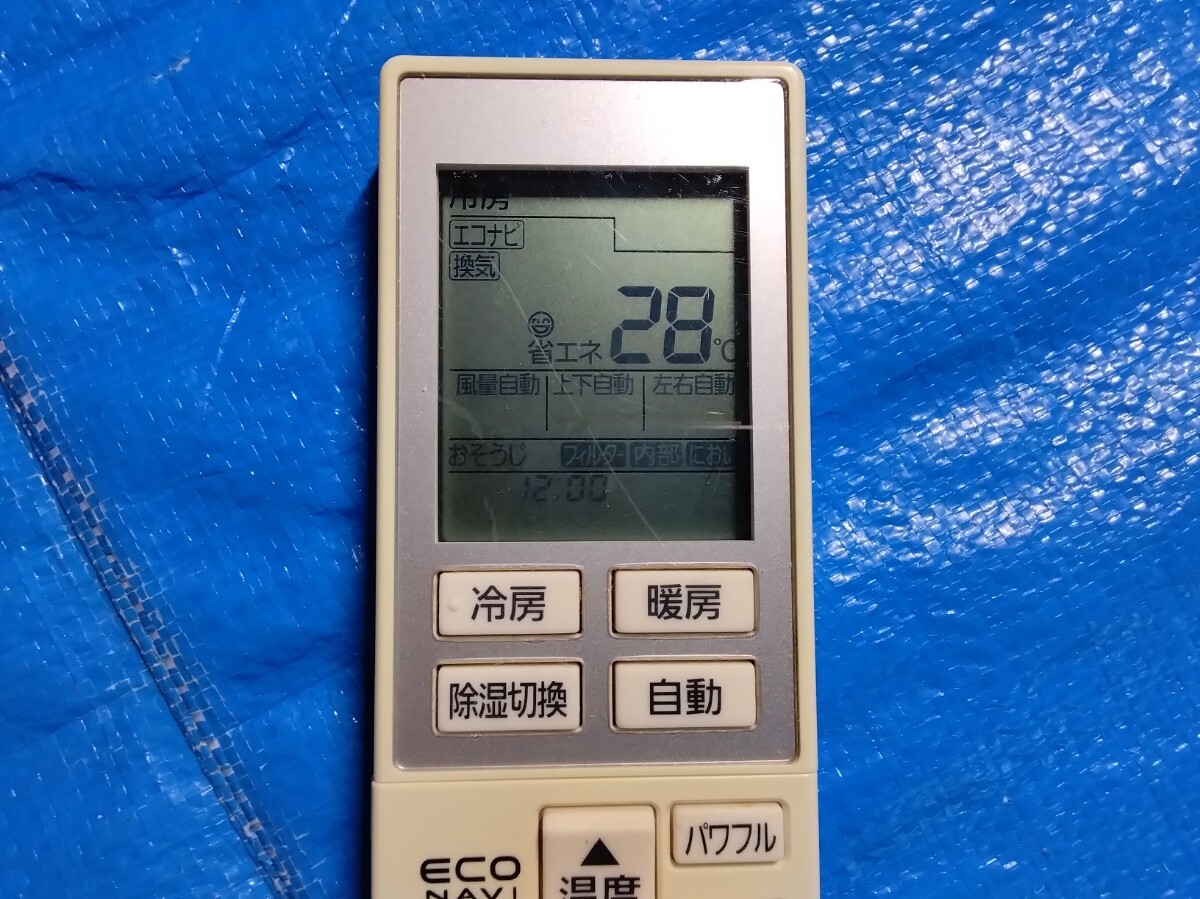 冷房
エコナビ
換気
省エネ 28℃
風量自動 上下自動 左右自動
おそうじ フィルター 内部 におい
12:00
冷房 暖房
除湿切換 自動
パワフル
ECO
NAVI
▲
温度